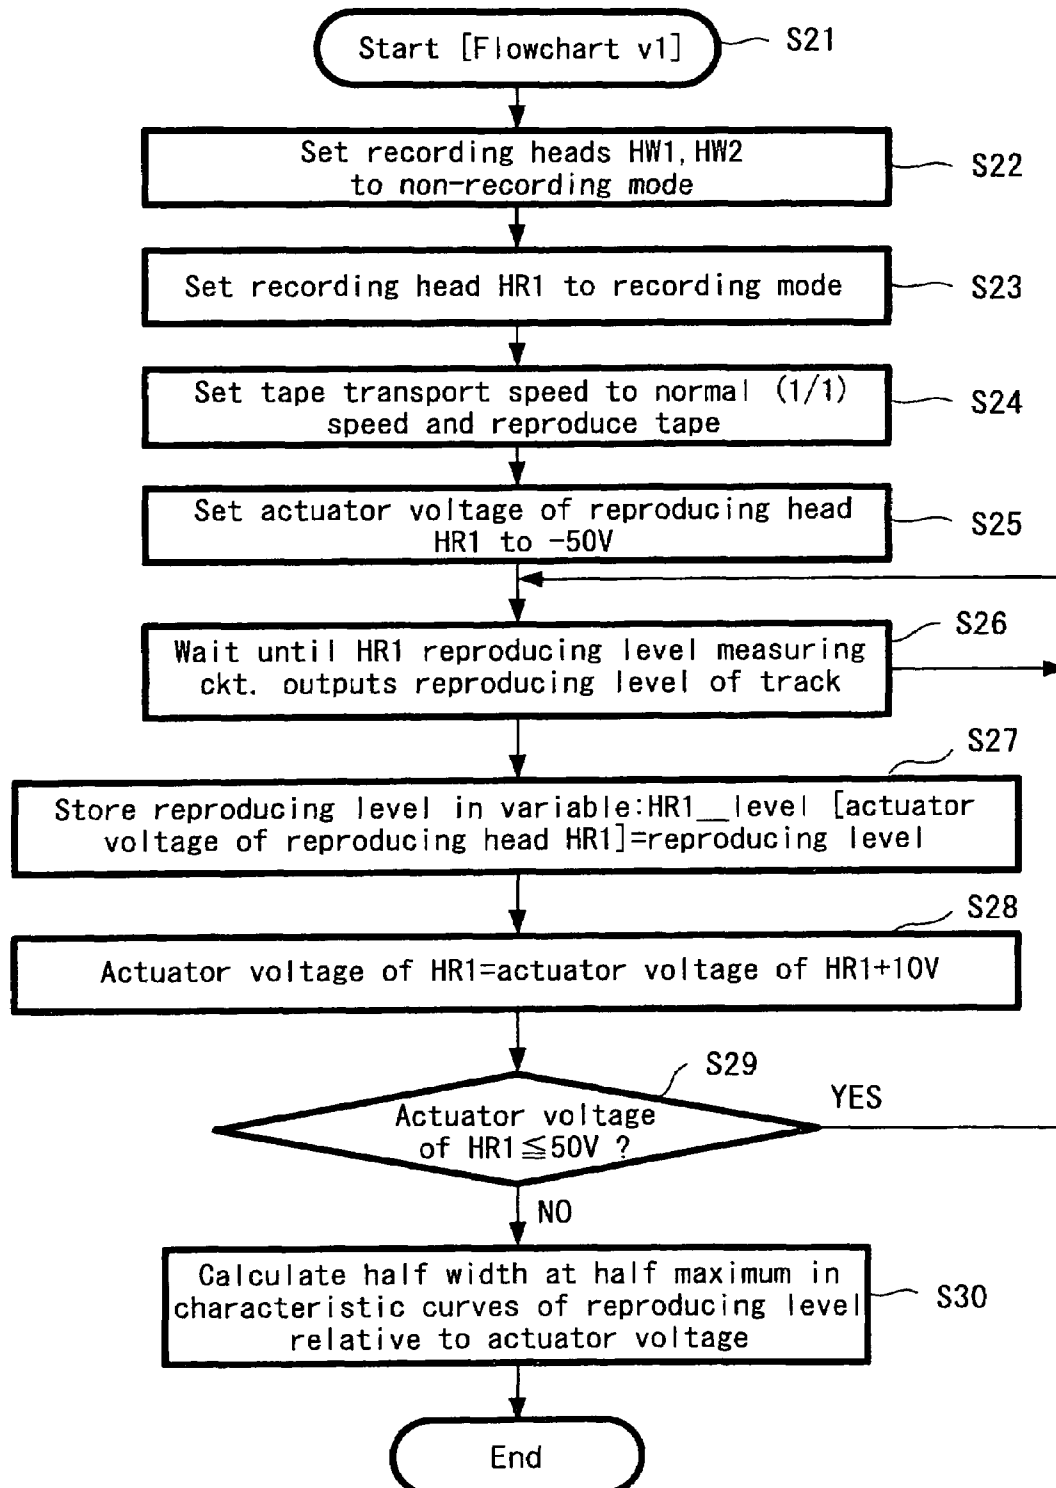 Start [Flowchart v1]
S21
Set recording heads HW1,HW2
to non-recording mode
S22
Set recording head HR1 to recording mode
S23
Set tape transport speed to normal (1/1)
speed and reproduce tape
S24
Set actuator voltage of reproducing head
HR1 to -50V
S25
S26
Wait until HR1 reproducing level measuring
ckt. outputs reproducing level of track
S27
Store reproducing level in variable:HR1__level [actuator
voltage of reproducing head HR1]=reproducing level
S28
Actuator voltage of HR1=actuator voltage of HR1+10V
S29
Actuator voltage
of HR1≦50V ?
YES
NO
Calculate half width at half maximum in
characteristic curves of reproducing level
relative to actuator voltage
S30
End